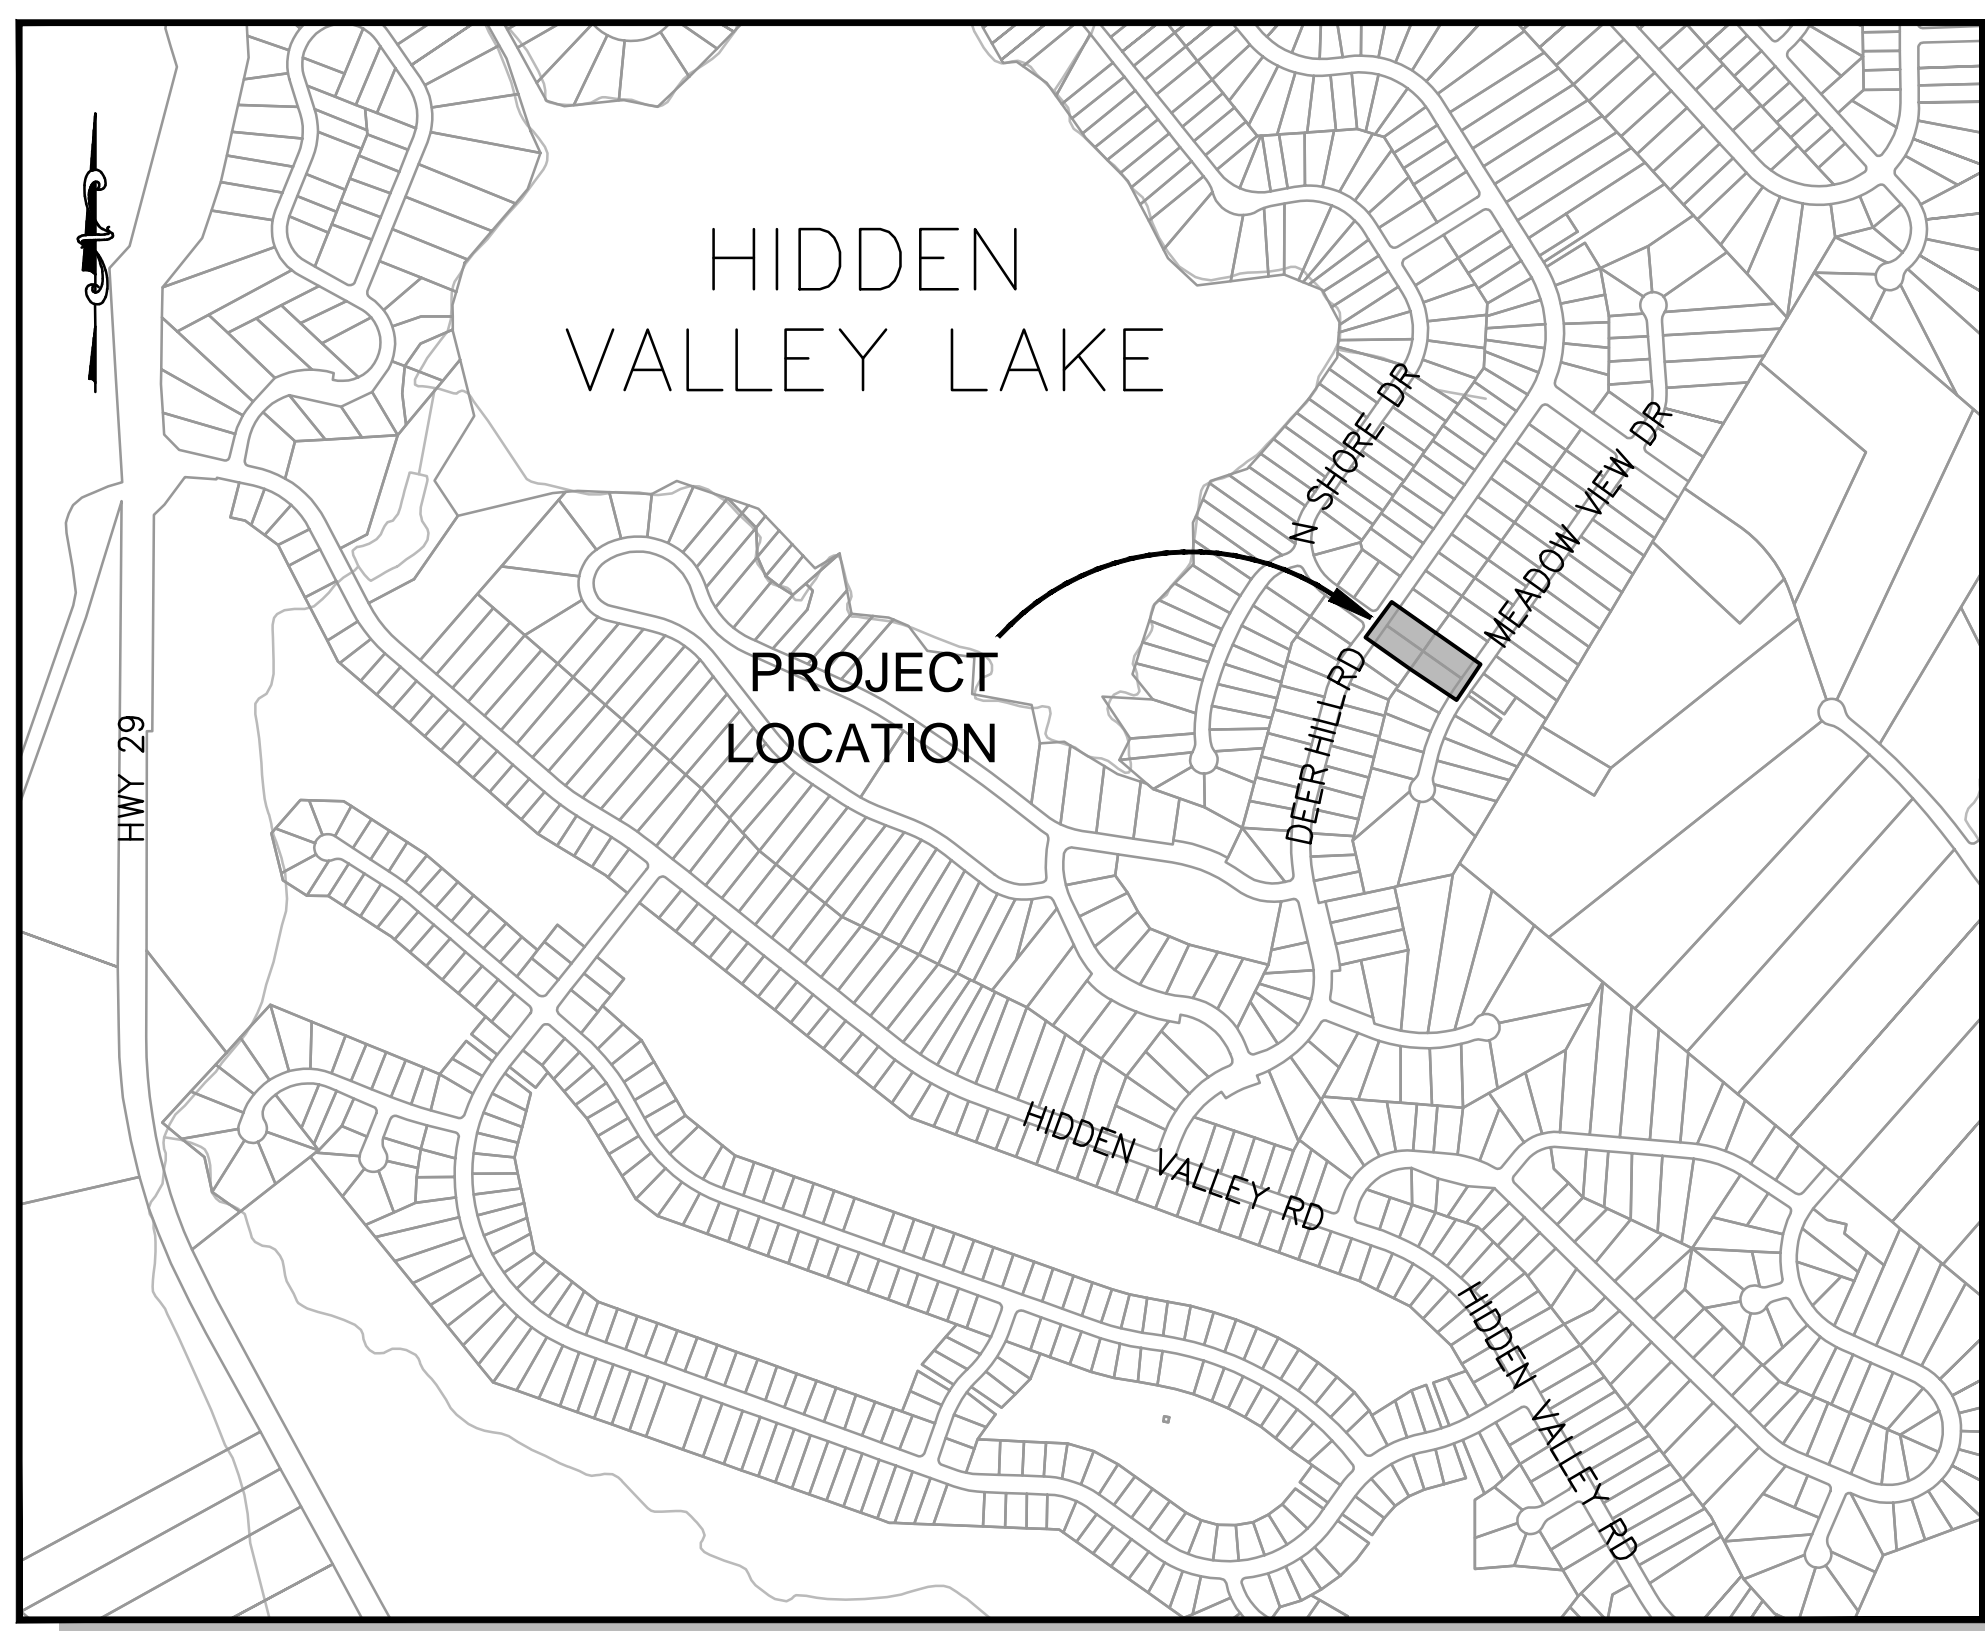 HIDDEN
VALLEY LAKE
N SHORE DR
MEADOW VIEW DR
PROJECT
LOCATION
DEER HILL RD
HWY 29
HIDDEN VALLEY RD
HIDDEN VALLEY RD